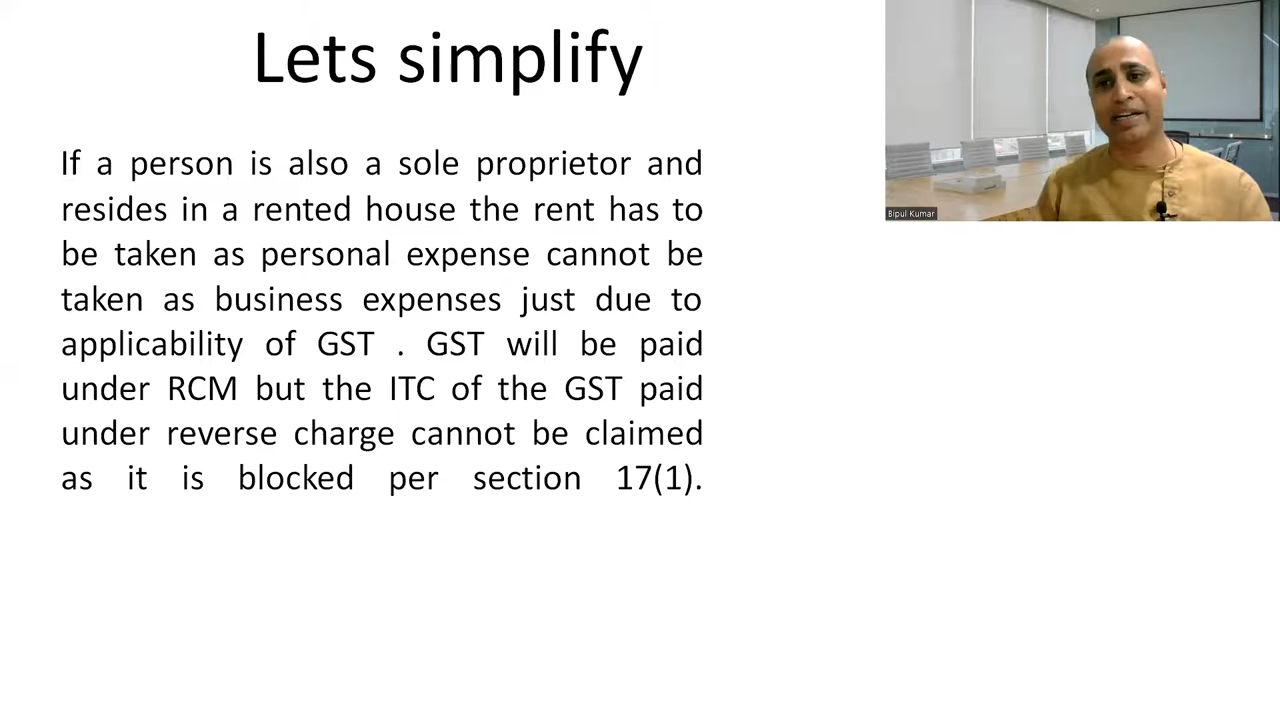 Lets simplify
If a person is also a sole proprietor and
resides in a rented house the rent has to
be taken as personal expense cannot be
taken as business expenses just due to
applicability of GST . GST will be paid
under RCM but the ITC of the GST paid
under reverse charge cannot be claimed
as it is blocked per section 17(1).
Bipul Kumar